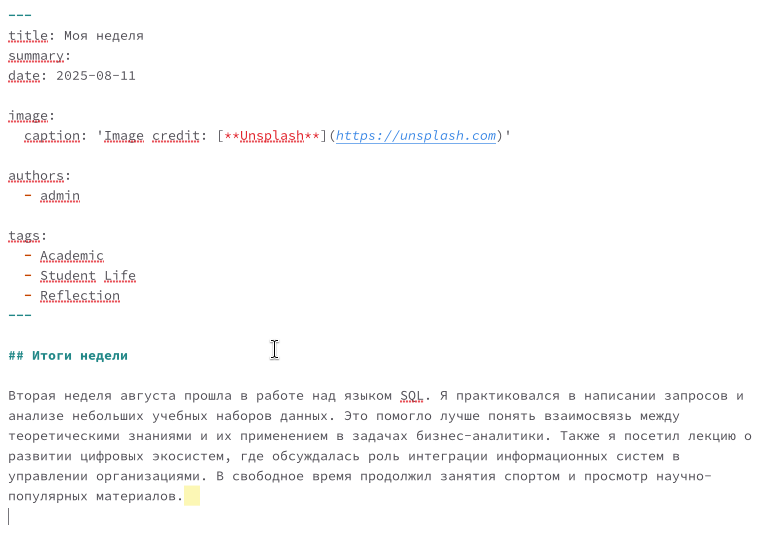 ---
title: Моя неделя
summary:
date: 2025-08-11
image:
  caption: 'Image credit: [**Unsplash**](https://unsplash.com)'
authors:
  - admin
tags:
  - Academic
  - Student Life
  - Reflection
---
## Итоги недели
Вторая неделя августа прошла в работе над языком SQL. Я практиковался в написании запросов и
анализе небольших учебных наборов данных. Это помогло лучше понять взаимосвязь между
теоретическими знаниями и их применением в задачах бизнес-аналитики. Также я посетил лекцию о
развитии цифровых экосистем, где обсуждалась роль интеграции информационных систем в
управлении организациями. В свободное время продолжил занятия спортом и просмотр научно-
популярных материалов.